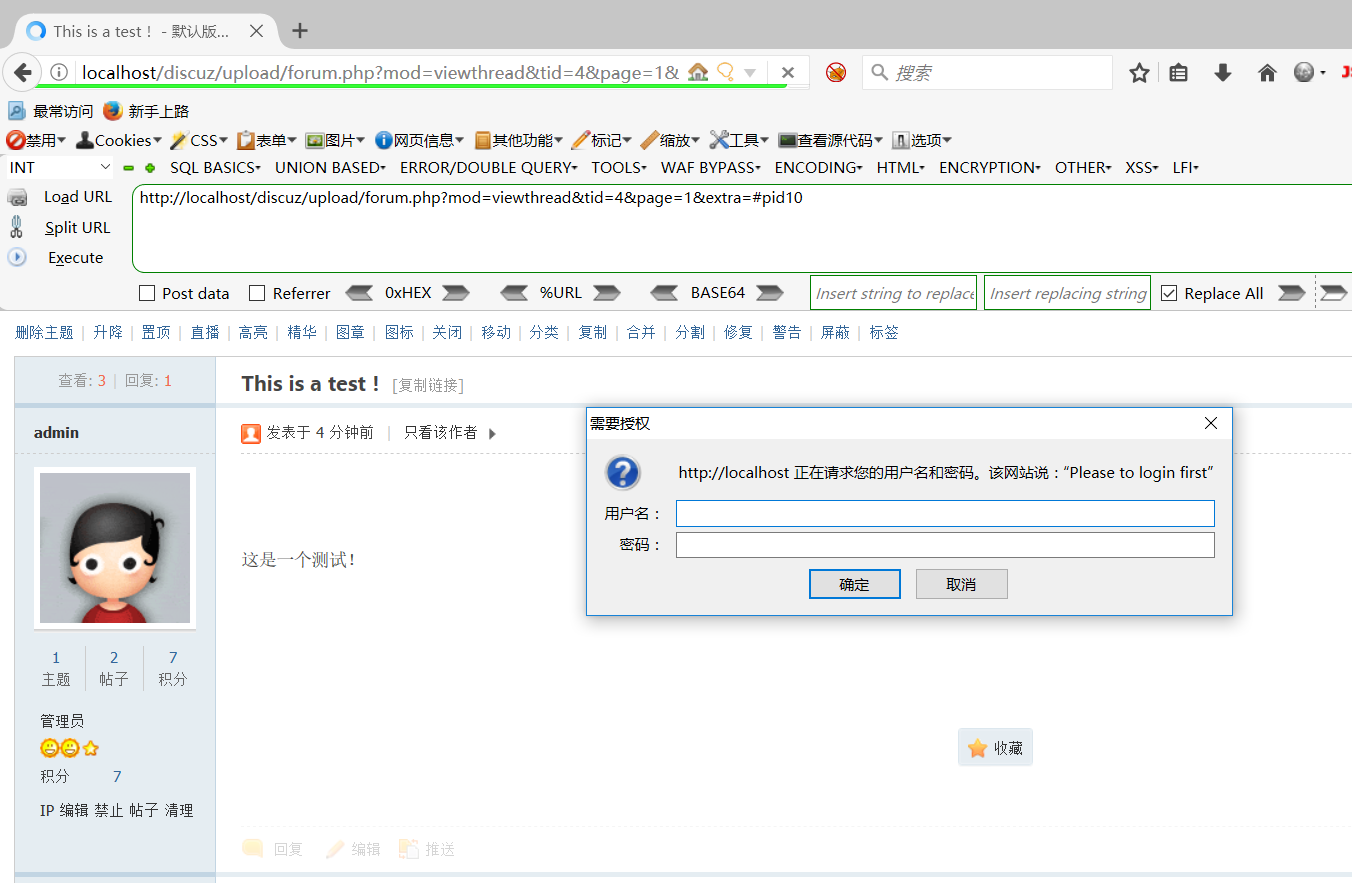 This is a test！ - 默认版...
localhost/discuz/upload/forum.php?mod=viewthread&tid=4&page=1&
搜索
最常访问 新手上路
禁用 Cookies CSS 表单 图片 网页信息 其他功能 标记 缩放 工具 查看源代码 选项
INT SQL BASICS UNION BASED ERROR/DOUBLE QUERY TOOLS WAF BYPASS ENCODING HTML ENCRYPTION OTHER XSS LFI
Load URL
http://localhost/discuz/upload/forum.php?mod=viewthread&tid=4&page=1&extra=#pid10
Split URL
Execute
Post data Referrer 0xHEX %URL BASE64 Insert string to replace Insert replacing string Replace All
删除主题 | 升降 | 置顶 | 直播 | 高亮 | 精华 | 图章 | 图标 | 关闭 | 移动 | 分类 | 复制 | 合并 | 分割 | 修复 | 警告 | 屏蔽 | 标签
查看: 3 | 回复: 1
This is a test！ [复制链接]
admin
发表于 4 分钟前 | 只看该作者
需要授权
http://localhost 正在请求您的用户名和密码。该网站说：“Please to login first”
用户名：
密码：
确定 取消
这是一个测试！
1 2 7
主题 帖子 积分
管理员
收藏
积分 7
IP 编辑 禁止 帖子 清理
回复 编辑 推送